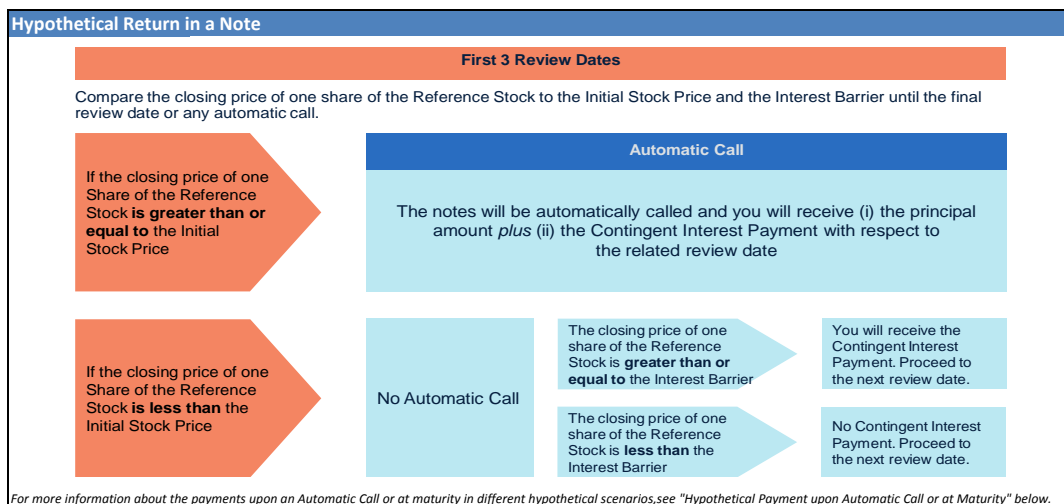 Hypothetical Return in a Note
First 3 Review Dates
Compare the closing price of one share of the Reference Stock to the Initial Stock Price and the Interest Barrier until the final
review date or any automatic call.
If the closing price of one
Share of the Reference
Stock is greater than or
equal to the Initial
Stock Price
Automatic Call
The notes will be automatically called and you will receive (i) the principal
amount plus (ii) the Contingent Interest Payment with respect to
the related review date
If the closing price of one
Share of the Reference
Stock is less than the
Initial Stock Price
No Automatic Call
The closing price of one
share of the Reference
Stock is greater than or
equal to the Interest Barrier
You will receive the
Contingent Interest
Payment. Proceed to
the next review date.
The closing price of one
share of the Reference
Stock is less than the
Interest Barrier
No Contingent Interest
Payment. Proceed to
the next review date.
For more information about the payments upon an Automatic Call or at maturity in different hypothetical scenarios,see "Hypothetical Payment upon Automatic Call or at Maturity" below.